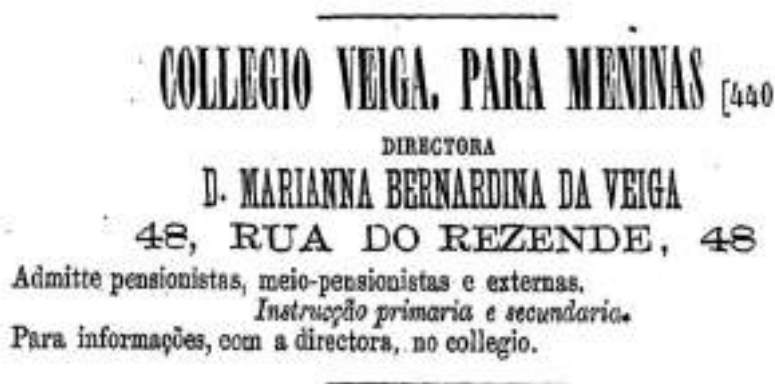 COLLEGIO VEIGA. PARA MENINAS [440
DIRECTORA
D. MARIANNA BERNARDINA DA VEIGA
48, RUA DO REZENDE, 48
Admitte pensionistas, meio-pensionistas e externas.
Instrucção primaria e secundaria.
Para informações, com a directora, no collegio.